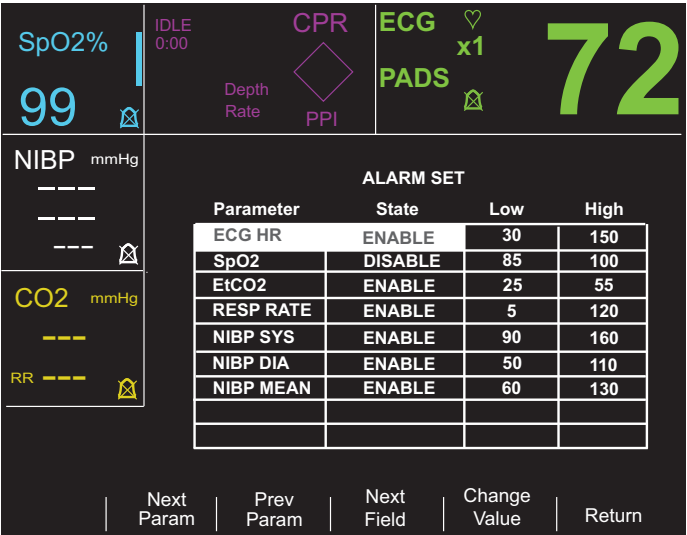 SpO2%
99
IDLE
0:00
CPR
Depth
Rate
PPI
ECG
x1
PADS
72
NIBP mmHg
---
---
---
CO2 mmHg
---
RR ---
ALARM SET
Parameter State Low High
ECG HR ENABLE 30 150
SpO2 DISABLE 85 100
EtCO2 ENABLE 25 55
RESP RATE ENABLE 5 120
NIBP SYS ENABLE 90 160
NIBP DIA ENABLE 50 110
NIBP MEAN ENABLE 60 130
Next Param
Prev Param
Next Field
Change Value
Return